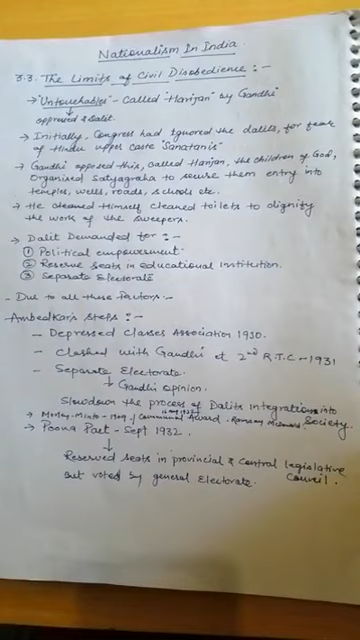 Nationalism In India
3.3. The Limits of Civil Disobedience :-
→ "Untouchables" - Called "Harijan" by Gandhi
oppressed & Dalit.
→ Initially, Congress had Ignored the dalits, for fear
of Hindu upper caste "Sanatanis"
→ Gandhi opposed this, called Harijan, the children of God,
Organized Satyagraha to secure them entry into
temples, wells, roads, schools etc.
→ He cleaned Himself cleaned toilets to dignify
the work of the sweepers.
→ Dalit Demanded for :-
① Political empowerment.
② Reserve Seats in educational Institution.
③ Separate Electorate
- Due to all these factors :-
- Ambedkar's steps :-
- Depressed Classes Association 1930.
- Clashed with Gandhi at 2nd R.T.C - 1931
- Separate Electorate.
↳ Gandhi opinion.
Slowdown the process of Dalits Integration into
Society.
→ Morley-Minto - 1909 / Communal Award -
→ Poona Pact - Sept 1932.
↓
Reserved Seats in provincial & Central legislative
Council.
but voted by general Electorate.